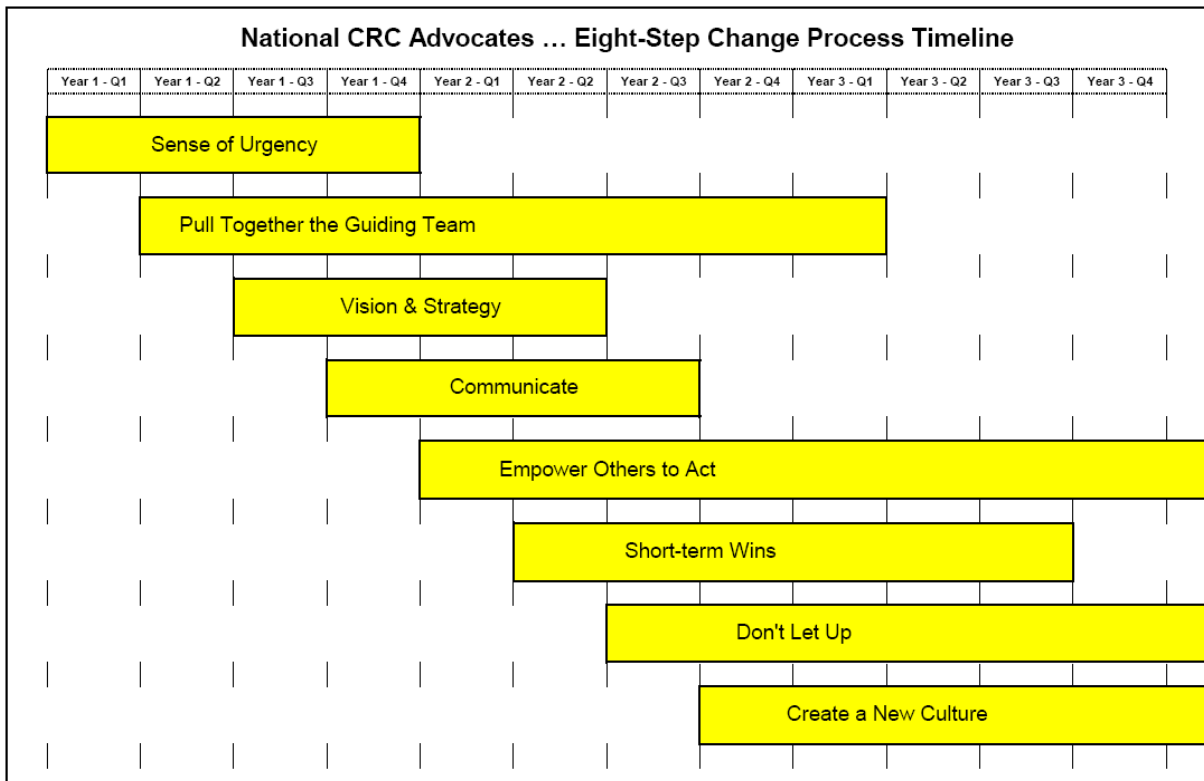 National CRC Advocates … Eight-Step Change Process Timeline
Year 1 - Q1 Year 1 - Q2 Year 1 - Q3 Year 1 - Q4 Year 2 - Q1 Year 2 - Q2 Year 2 - Q3 Year 2 - Q4 Year 3 - Q1 Year 3 - Q2 Year 3 - Q3 Year 3 - Q4
Sense of Urgency
Pull Together the Guiding Team
Vision & Strategy
Communicate
Empower Others to Act
Short-term Wins
Don't Let Up
Create a New Culture